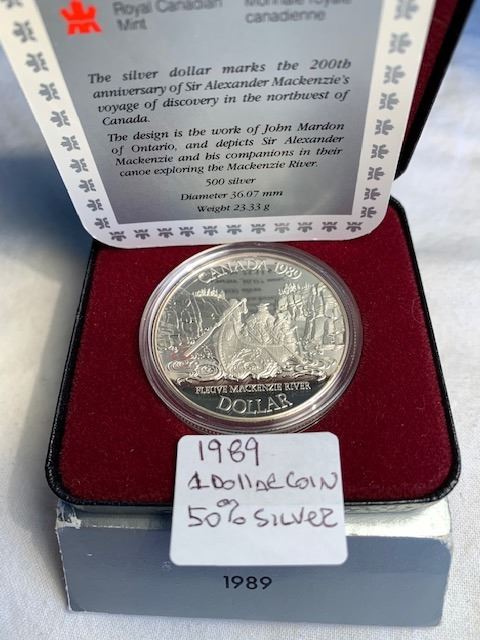 Royal Canadian
Mint
Monnaie royale
canadienne
The silver dollar marks the 200th
anniversary of Sir Alexander Mackenzie's
voyage of discovery in the northwest of
Canada.
The design is the work of John Mardon
of Ontario, and depicts Sir Alexander
Mackenzie and his companions in their
canoe exploring the Mackenzie River.
500 silver
Diameter 36.07 mm
Weight 23.33 g
CANADA 1989
FLEUVE MACKENZIE RIVER
DOLLAR
1989
1 DOLLAR COIN
50% SILVER
1989